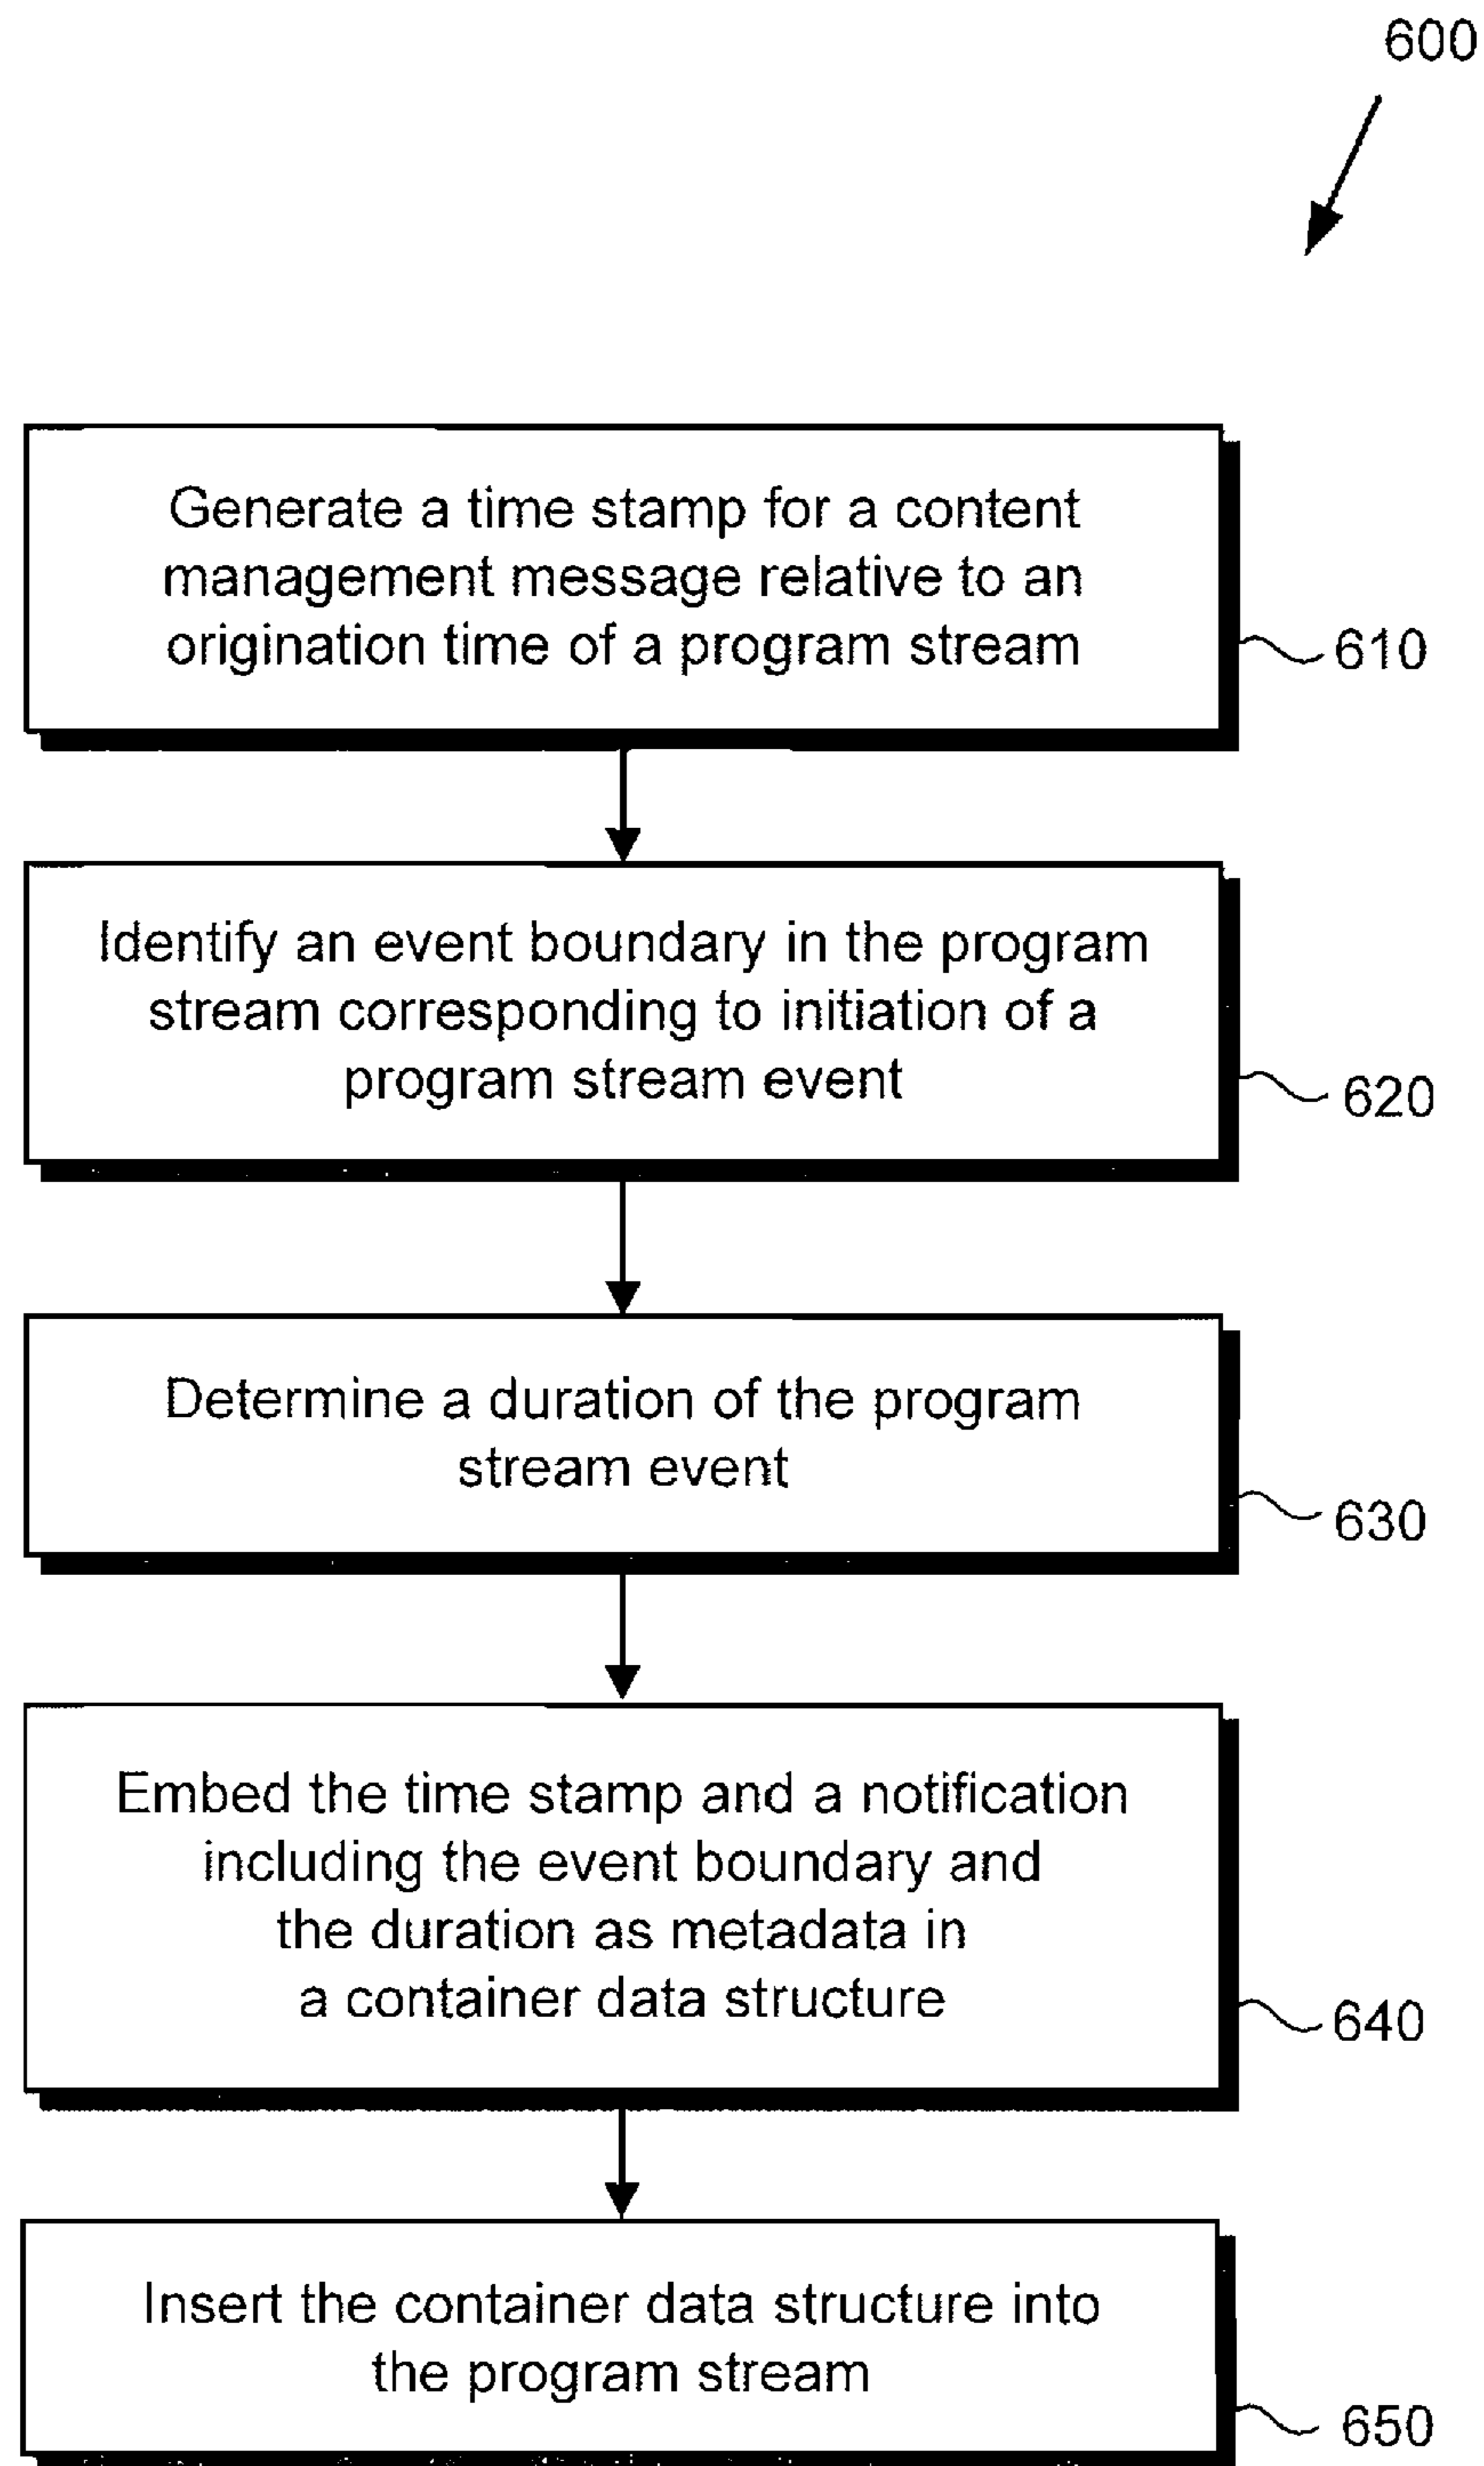 600
Generate a time stamp for a content
management message relative to an
origination time of a program stream
610
Identify an event boundary in the program
stream corresponding to initiation of a
program stream event
620
Determine a duration of the program
stream event
630
Embed the time stamp and a notification
including the event boundary and
the duration as metadata in
a container data structure
640
Insert the container data structure into
the program stream
650